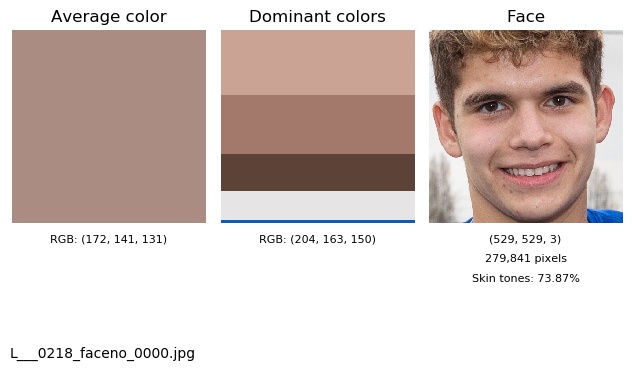 Average color
Dominant colors
Face
RGB: (172, 141, 131)
RGB: (204, 163, 150)
(529, 529, 3)
279,841 pixels
Skin tones: 73.87%
L___0218_faceno_0000.jpg